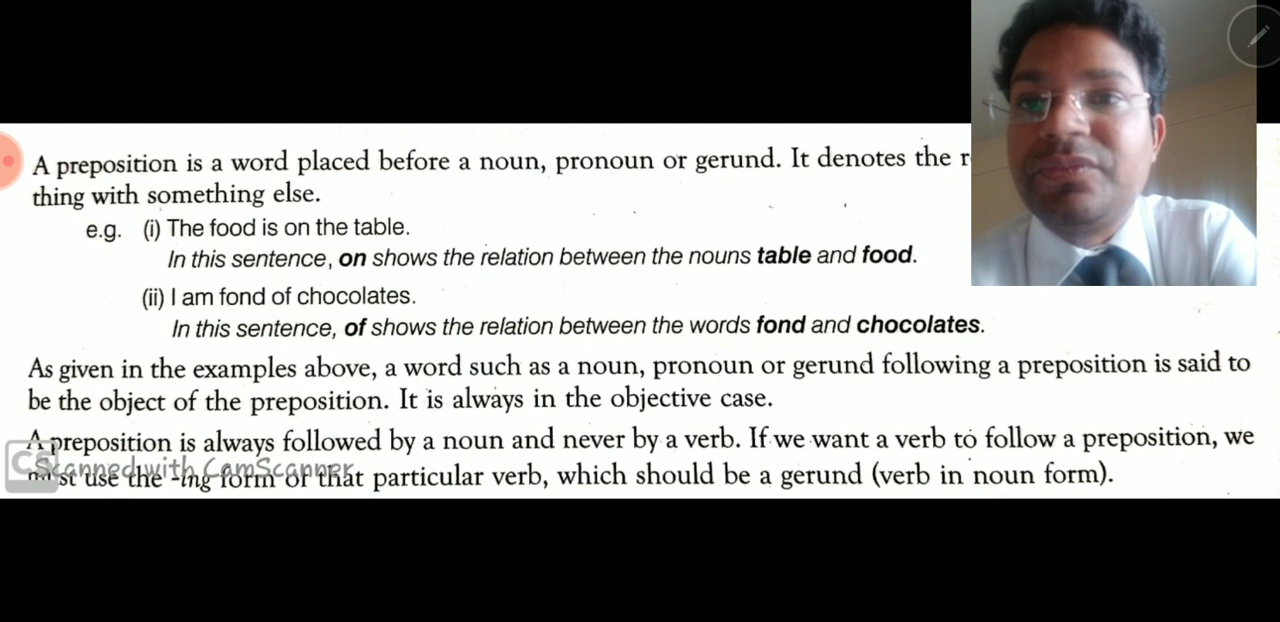 A preposition is a word placed before a noun, pronoun or gerund. It denotes the
thing with something else.
e.g. (i) The food is on the table.
In this sentence, on shows the relation between the nouns table and food.
(ii) I am fond of chocolates.
In this sentence, of shows the relation between the words fond and chocolates.
As given in the examples above, a word such as a noun, pronoun or gerund following a preposition is said to
be the object of the preposition. It is always in the objective case.
A preposition is always followed by a noun and never by a verb. If we want a verb to follow a preposition, we
use the -ing form of that particular verb, which should be a gerund (verb in noun form).
CS Scanned with CamScanner